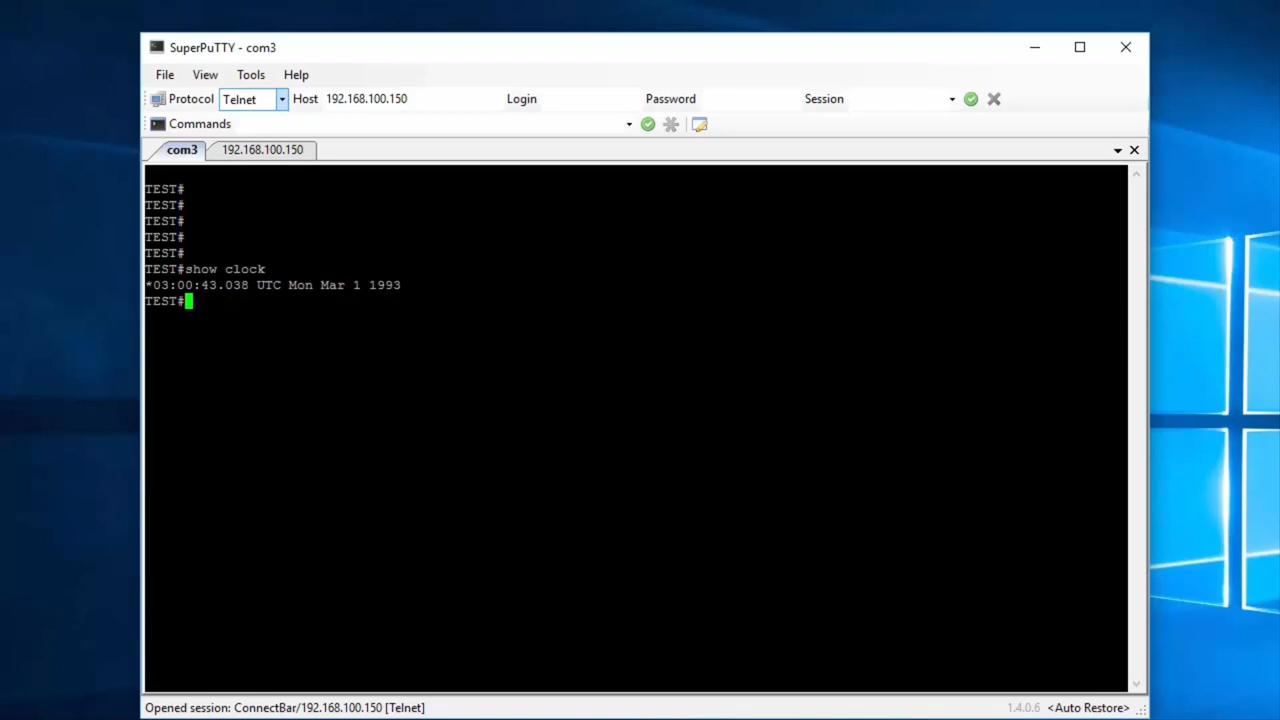 SuperPuTTY - com3
File View Tools Help
Protocol Telnet Host 192.168.100.150 Login Password Session
Commands
com3 192.168.100.150
TEST#
TEST#
TEST#
TEST#
TEST#
TEST#show clock
*03:00:43.038 UTC Mon Mar 1 1993
TEST#
Opened session: ConnectBar/192.168.100.150 [Telnet] 1.4.0.6 <Auto Restore>